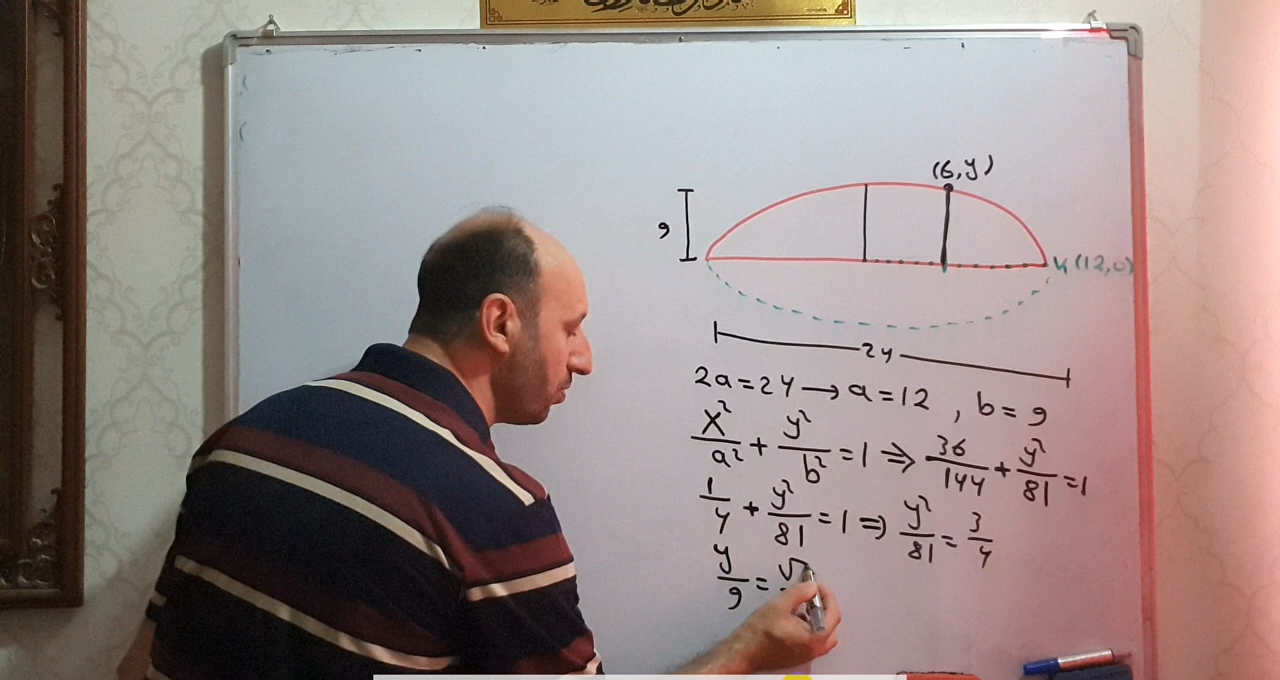 (6,y)
9
(12,0)
24
2a=24→a=12 , b=9
x²/a² + y²/b² =1 ⇒ 36/144 + y²/81 =1
1/4 + y²/81 =1 ⇒ y²/81 = 3/4
y/9 = √